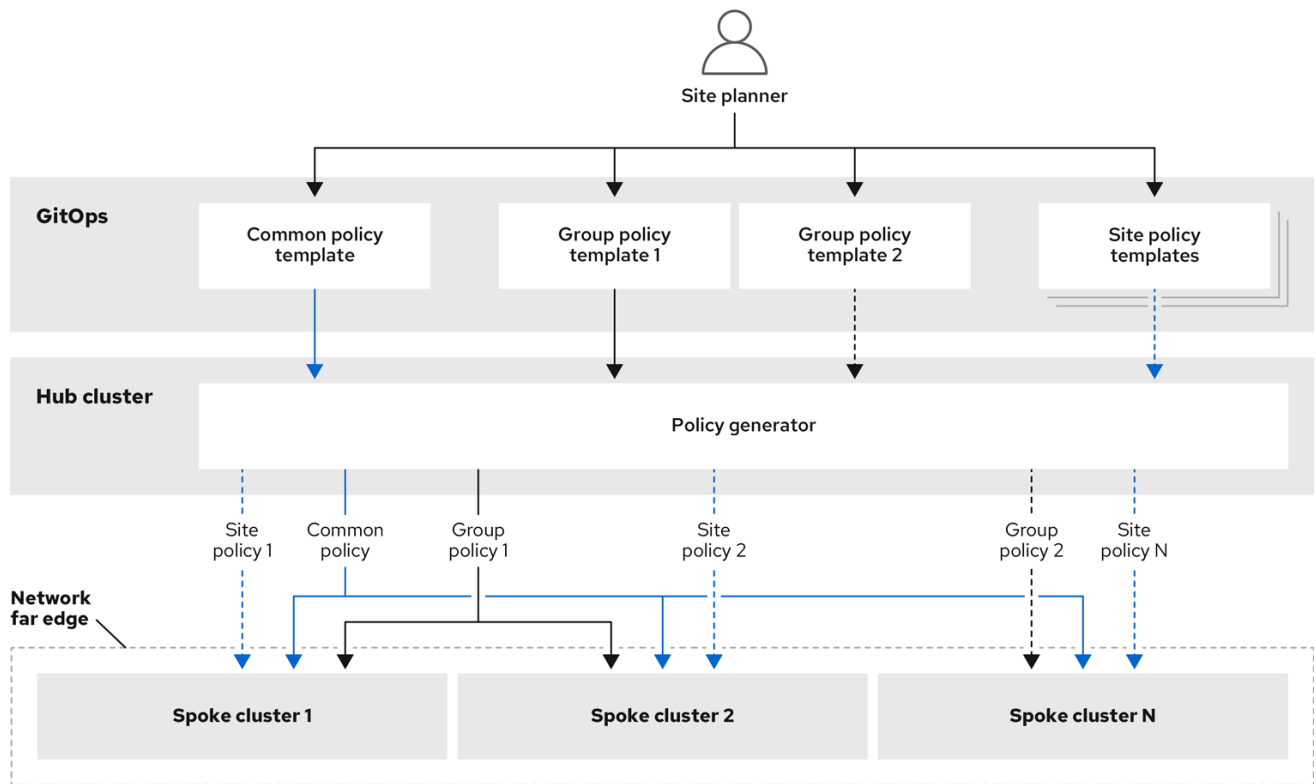 Site planner
GitOps
Common policy
template
Group policy
template 1
Group policy
template 2
Site policy
templates
Hub cluster
Policy generator
Site
policy 1
Common
policy
Group
policy 1
Site
policy 2
Group
policy 2
Site
policy N
Network
far edge
Spoke cluster 1
Spoke cluster 2
Spoke cluster N